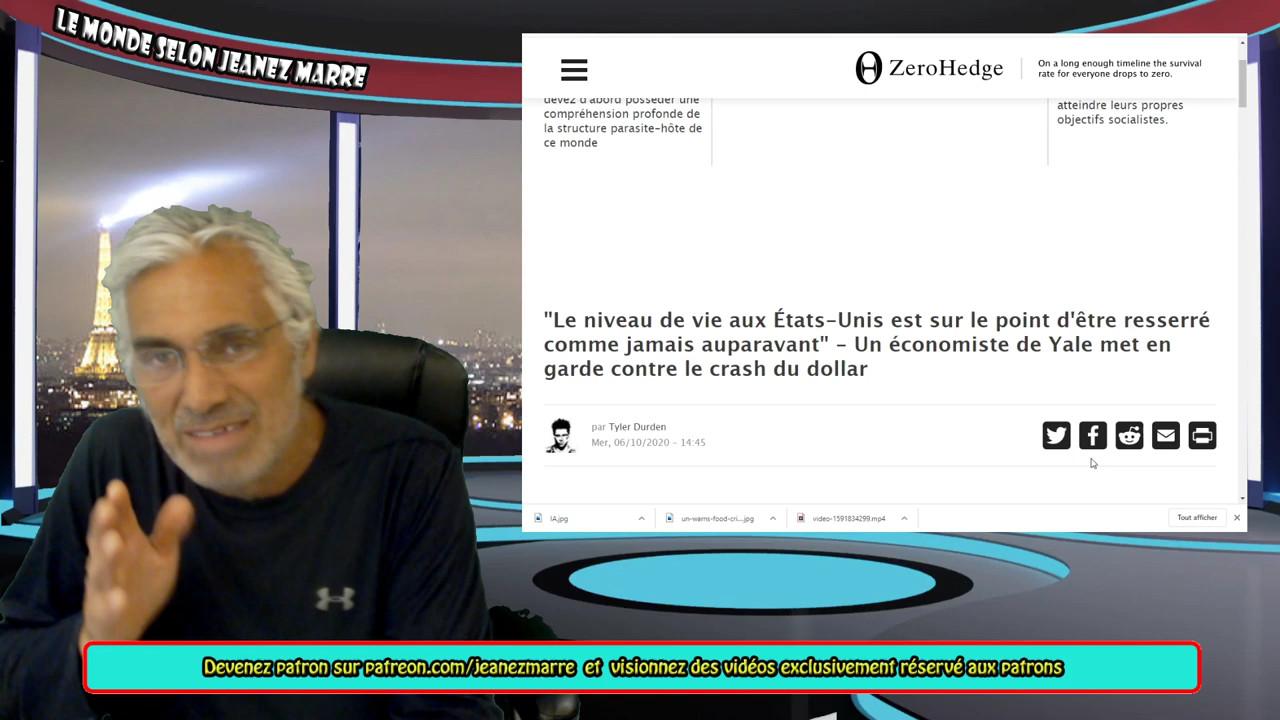 LE MONDE SELON JEANEZ MARRE
ZeroHedge
On a long enough timeline the survival
rate for everyone drops to zero.
devez d'abord posséder une
compréhension profonde de
la structure parasite-hôte de
ce monde
atteindre leurs propres
objectifs socialistes.
"Le niveau de vie aux États-Unis est sur le point d'être resserré
comme jamais auparavant" - Un économiste de Yale met en
garde contre le crash du dollar
par Tyler Durden
Mer, 06/10/2020 - 14:45
IA.jpg
un-warns-food-cri....jpg
video-1591834299.mp4
Tout afficher
Devenez patron sur patreon.com/jeanezmarre et visionnez des vidéos exclusivement réservé aux patrons